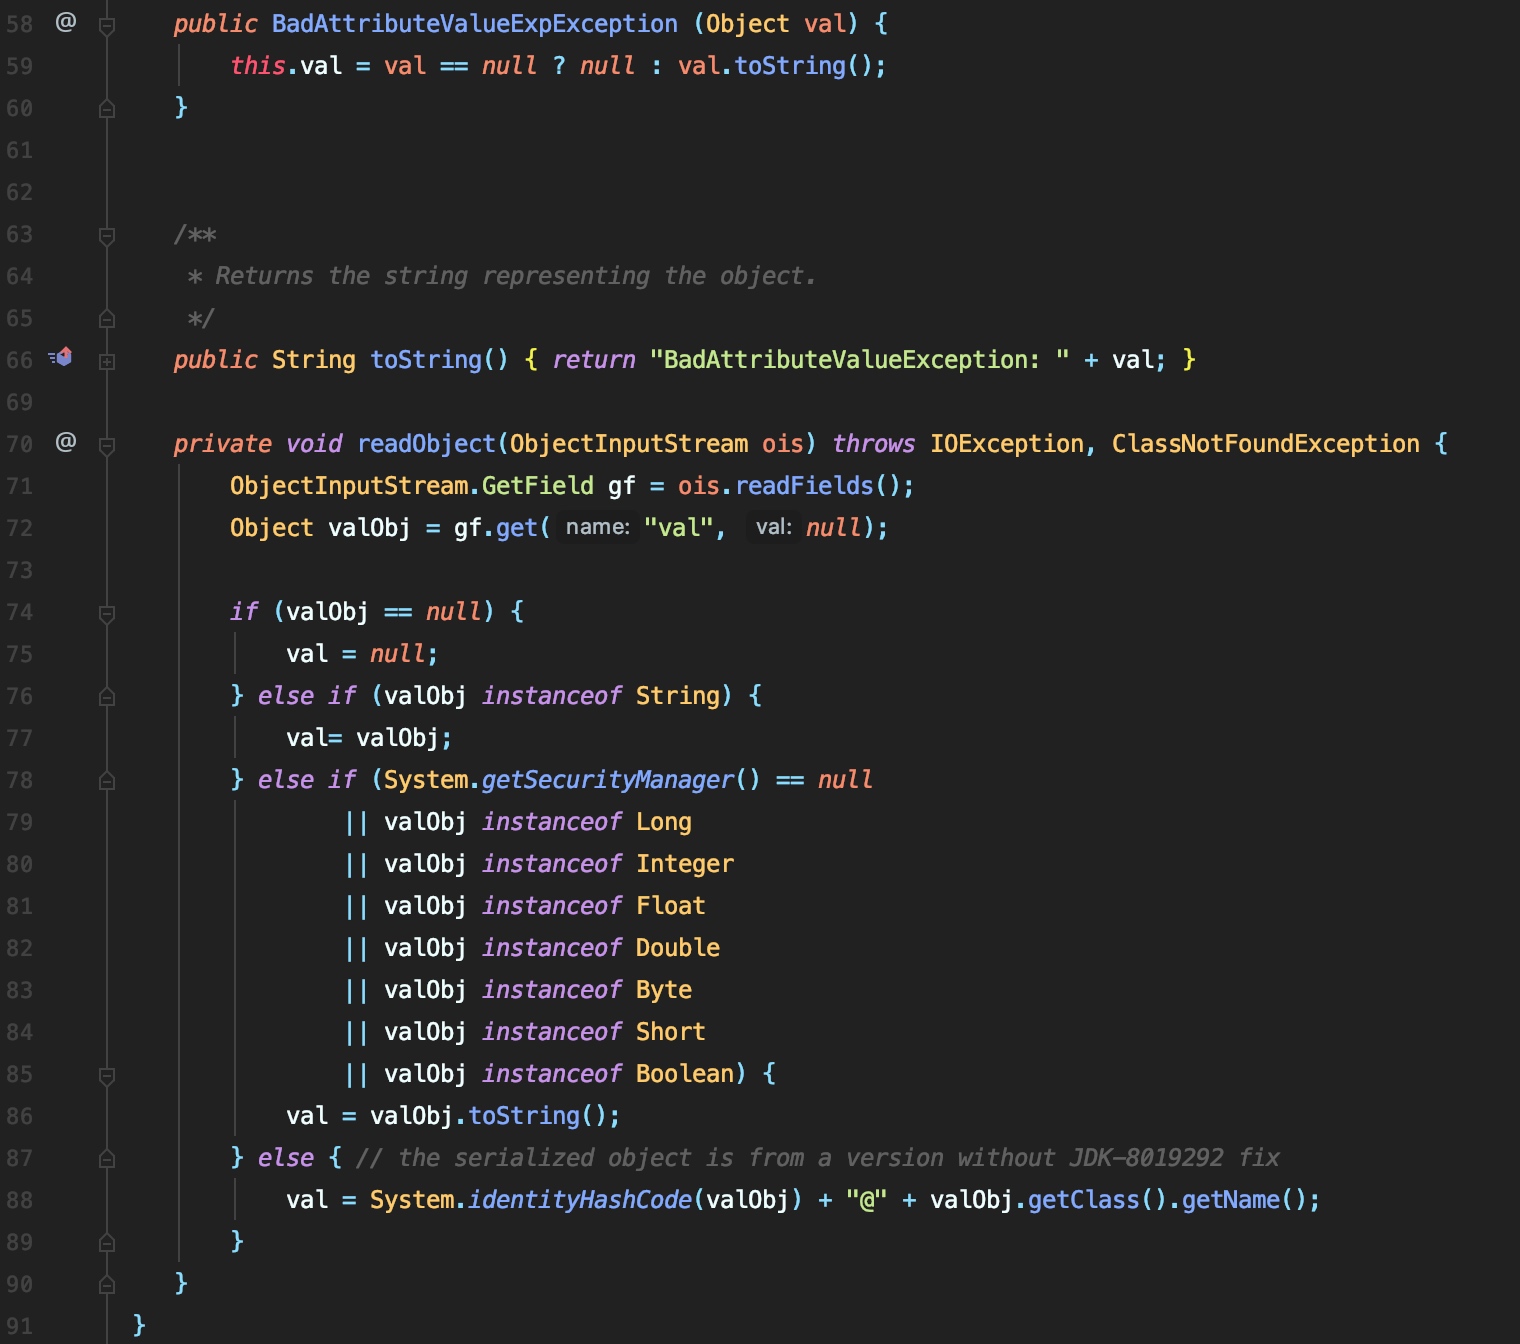 58 @ public BadAttributeValueExpException (Object val) {
59 this.val = val == null ? null : val.toString();
60 }
61
62
63 /**
64 * Returns the string representing the object.
65 */
66 public String toString() { return "BadAttributeValueException: " + val; }
69
70 @ private void readObject(ObjectInputStream ois) throws IOException, ClassNotFoundException {
71 ObjectInputStream.GetField gf = ois.readFields();
72 Object valObj = gf.get( name: "val", val: null);
73
74 if (valObj == null) {
75 val = null;
76 } else if (valObj instanceof String) {
77 val= valObj;
78 } else if (System.getSecurityManager() == null
79 || valObj instanceof Long
80 || valObj instanceof Integer
81 || valObj instanceof Float
82 || valObj instanceof Double
83 || valObj instanceof Byte
84 || valObj instanceof Short
85 || valObj instanceof Boolean) {
86 val = valObj.toString();
87 } else { // the serialized object is from a version without JDK-8019292 fix
88 val = System.identityHashCode(valObj) + "@" + valObj.getClass().getName();
89 }
90 }
91 }